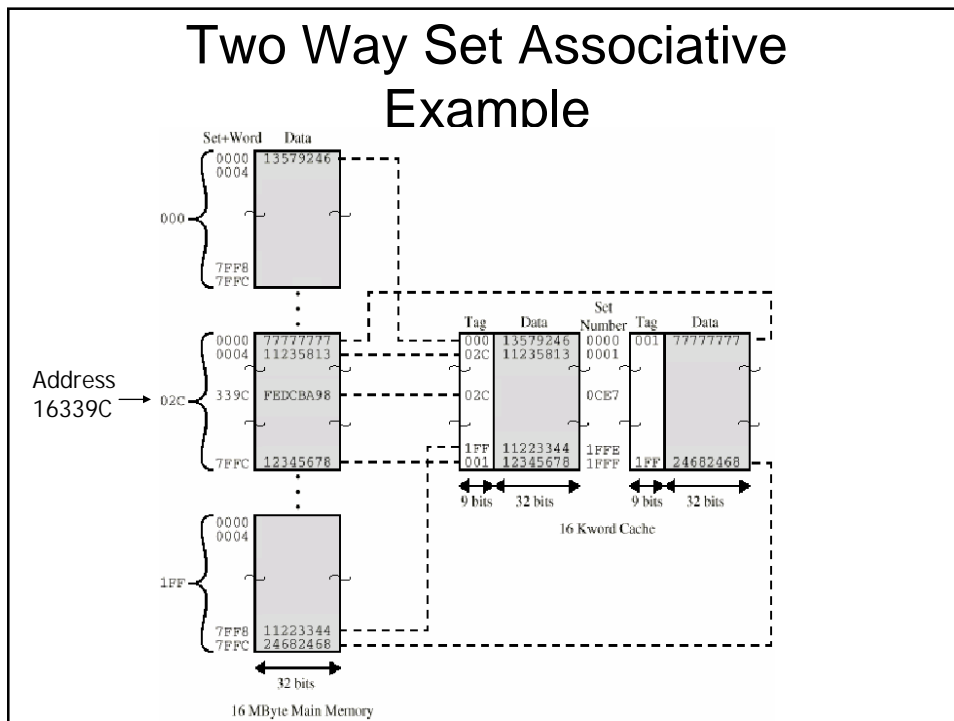 Two Way Set Associative
Example
Set+Word Data
0000 13579246
0004
000
7FF8
7FFC
Set
Tag Data Number Tag Data
0000 77777777 000 13579246 0000 001 77777777
0004 11235813 02C 11235813 0001
Address
16339C
02C 339C FEDCBA98 02C 0CE7
1FF 11223344 1FFE
7FFC 12345678 001 12345678 1FFF 1FF 24682468
9 bits 32 bits 9 bits 32 bits
16 Kword Cache
0000
0004
1FF
7FF8 11223344
7FFC 24682468
32 bits
16 MByte Main Memory